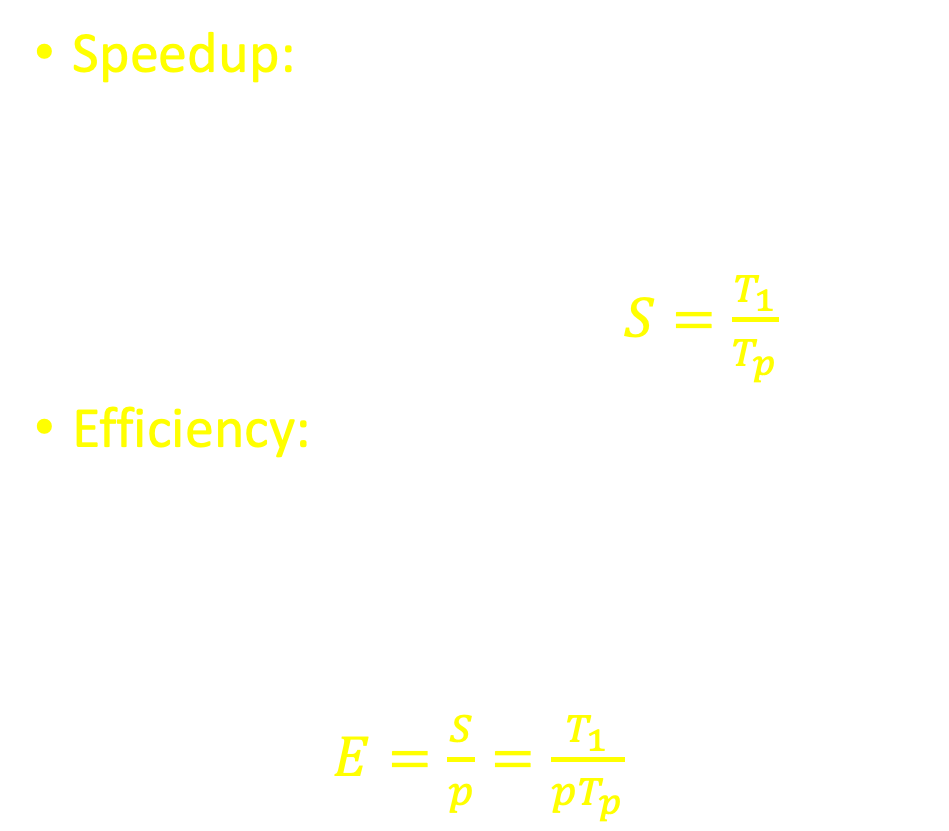 • Speedup:
S = T₁/Tₚ
• Efficiency:
E = S/p = T₁/pTₚ